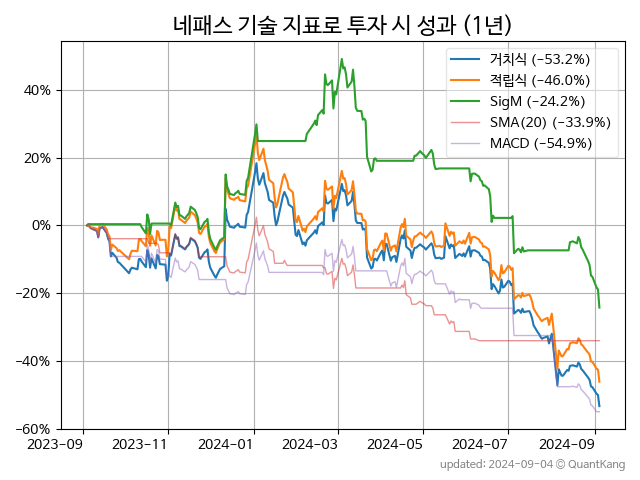 네패스 기술 지표로 투자 시 성과 (1년)
거치식 (−53.2%)
적립식 (−46.0%)
SigM (−24.2%)
SMA(20) (−33.9%)
MACD (−54.9%)
40%
20%
0%
−20%
−40%
−60%
2023-09
2023-11
2024-01
2024-03
2024-05
2024-07
2024-09
updated: 2024-09-04 @ QuantKang